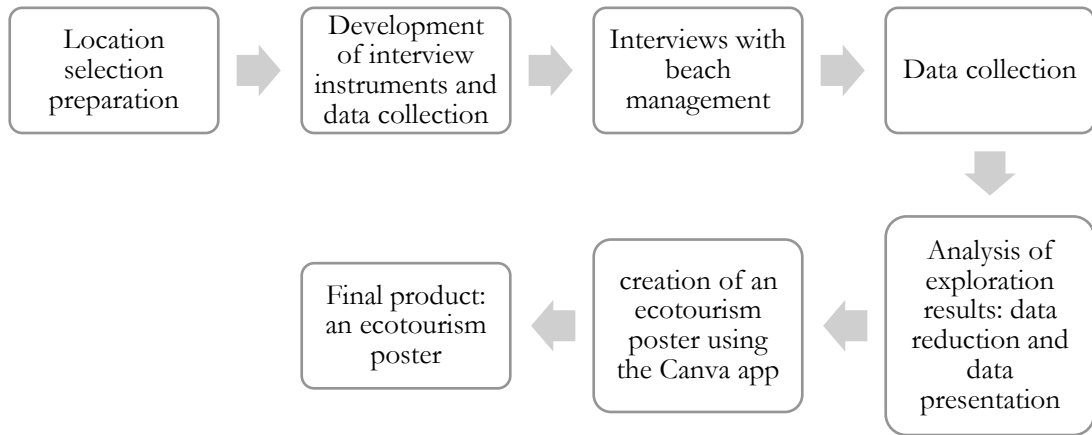 Location
selection
preparation
Development
of interview
instruments and
data collection
Interviews with
beach
management
Data collection
Analysis of
exploration
results: data
reduction and
data
presentation
creation of an
ecotourism
poster using
the Canva app
Final product:
an ecotourism
poster